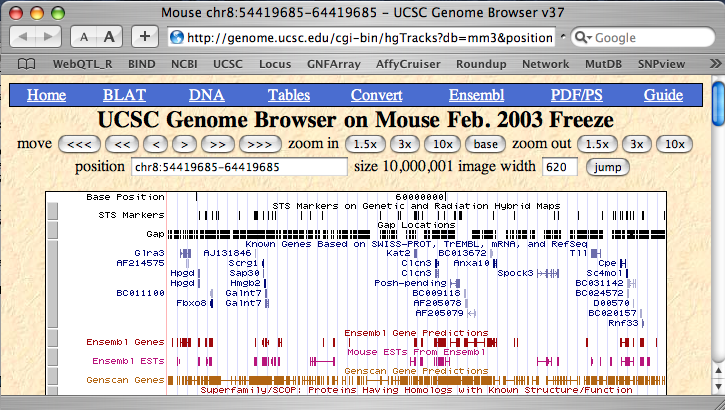 Mouse chr8:54419685-64419685 – UCSC Genome Browser v37
A A + http://genome.ucsc.edu/cgi-bin/hgTracks?db=mm3&position Google
WebQTL_R BIND NCBI UCSC Locus GNFArray AffyCruiser Roundup Network MutDB SNPview »
Home BLAT DNA Tables Convert Ensembl PDF/PS Guide
UCSC Genome Browser on Mouse Feb. 2003 Freeze
move <<< << < > >> >>> zoom in 1.5x 3x 10x base zoom out 1.5x 3x 10x
position chr8:54419685-64419685 size 10,000,001 image width 620 jump
Base Position 60000000
STS Markers on Genetic and Radiation Hybrid Maps
STS Markers
Gap Locations
Gap
Known Genes Based on SWISS-PROT, TrEMBL, mRNA, and RefSeq
Glra3 AJ131846 Kat2 BC013672 Tll
AF214575 Scrg1 Clcn3 Anxa10 Cpe
Hpgd Sap30 Clcn3 Spock3 Sc4mol
Hpgd Hmgb2 Posh-pending BC031142
BC011100 Galnt7 BC009118 BC024572
Fbxo8 Galnt7 AF205078 D00570
AF205079 BC020157
Rnf33
Ensembl Gene Predictions
Ensembl Genes
Mouse ESTs From Ensembl
Ensembl ESTs
Genscan Gene Predictions
Genscan Genes
Superfamily/SCOP: Proteins Having Homologs with Known Structure/Function